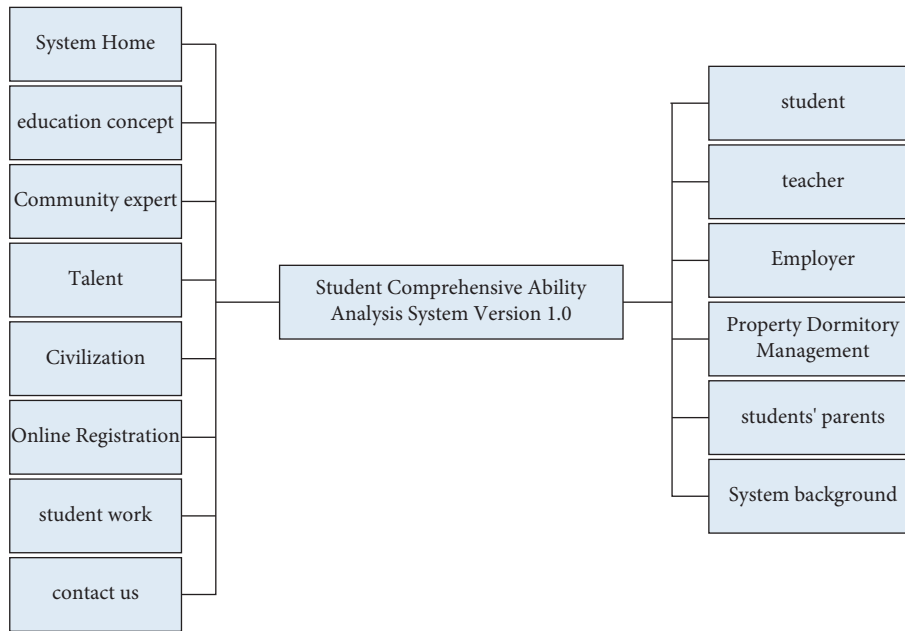 System Home
education concept
Community expert
Talent
Civilization
Online Registration
student work
contact us
Student Comprehensive Ability
Analysis System Version 1.0
student
teacher
Employer
Property Dormitory
Management
students' parents
System background